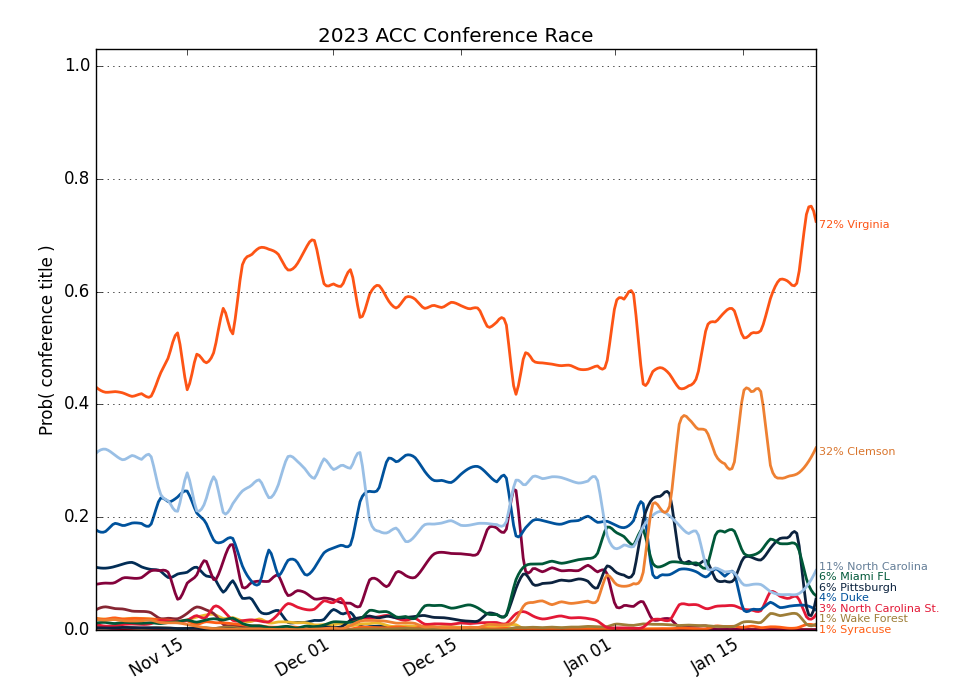 2023 ACC Conference Race
Prob( conference title )
1.0
0.8
0.6
0.4
0.2
0.0
72% Virginia
32% Clemson
11% North Carolina
6% Miami FL
6% Pittsburgh
4% Duke
3% North Carolina St.
1% Wake Forest
1% Syracuse
Nov 15
Dec 01
Dec 15
Jan 01
Jan 15